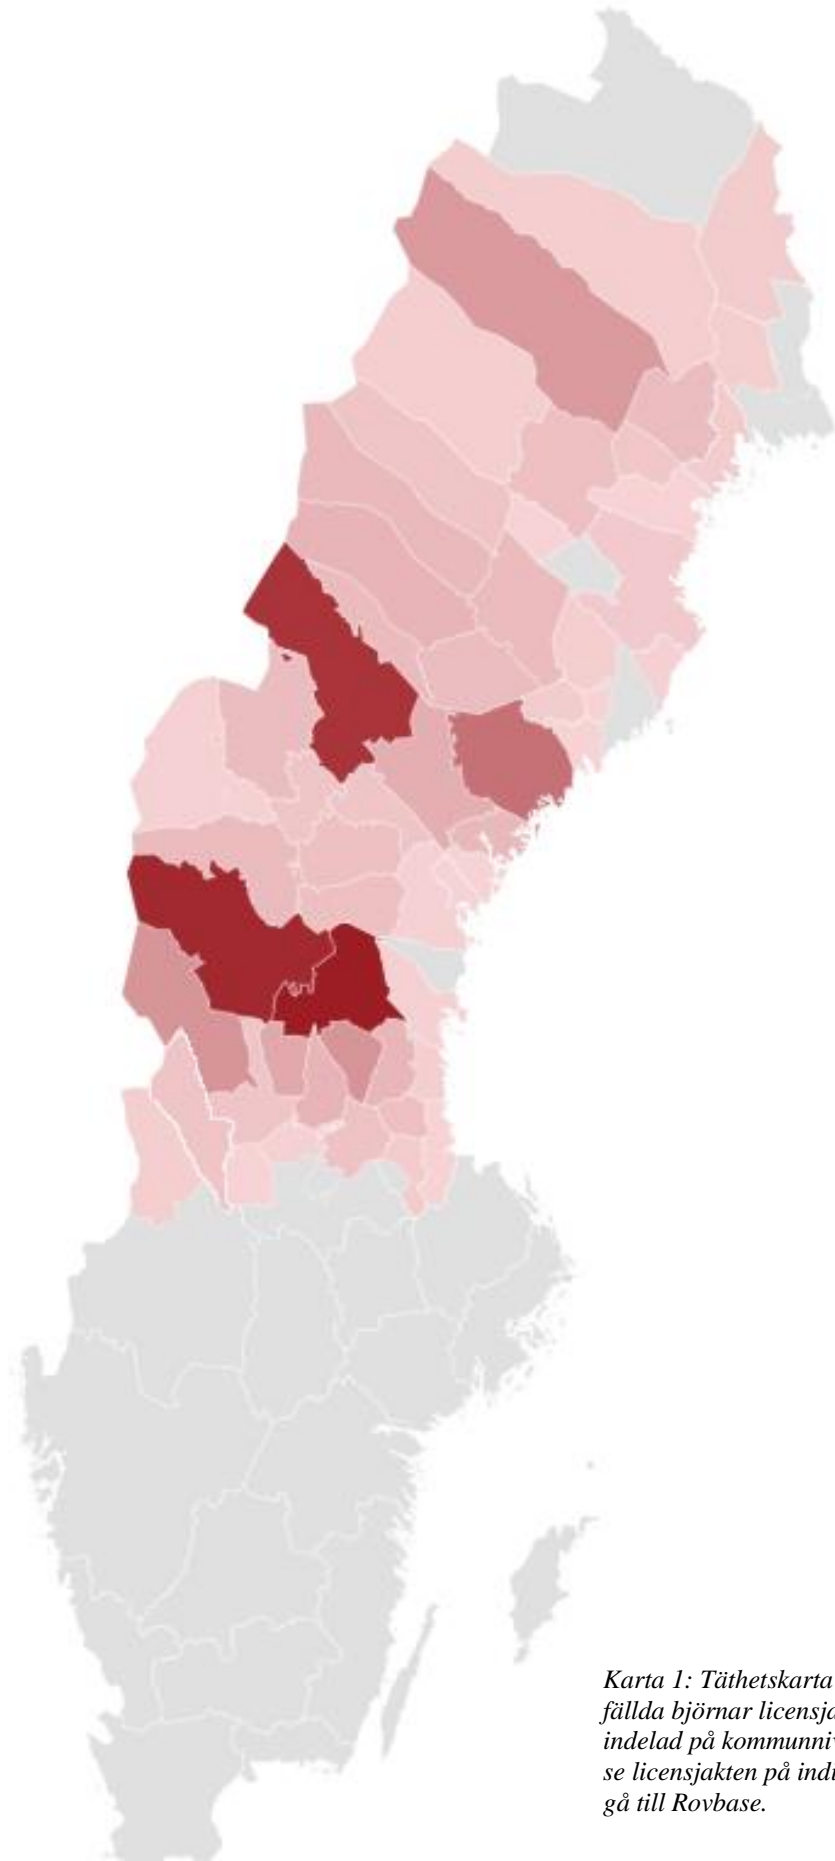 Karta 1: Täthetskarta
fällda björnar
indelad på
se licensjakten på
gå till Rovbase.